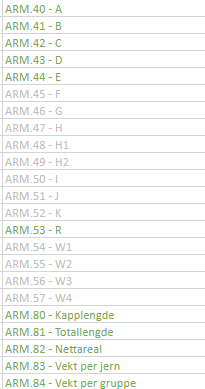 ARM.40 - A
ARM.41 - B
ARM.42 - C
ARM.43 - D
ARM.44 - E
ARM.45 - F
ARM.46 - G
ARM.47 - H
ARM.48 - H1
ARM.49 - H2
ARM.50 - I
ARM.51 - J
ARM.52 - K
ARM.53 - R
ARM.54 - W1
ARM.55 - W2
ARM.56 - W3
ARM.57 - W4
ARM.80 - Kapplengde
ARM.81 - Totallengde
ARM.82 - Nettareal
ARM.83 - Vekt per jern
ARM.84 - Vekt per gruppe